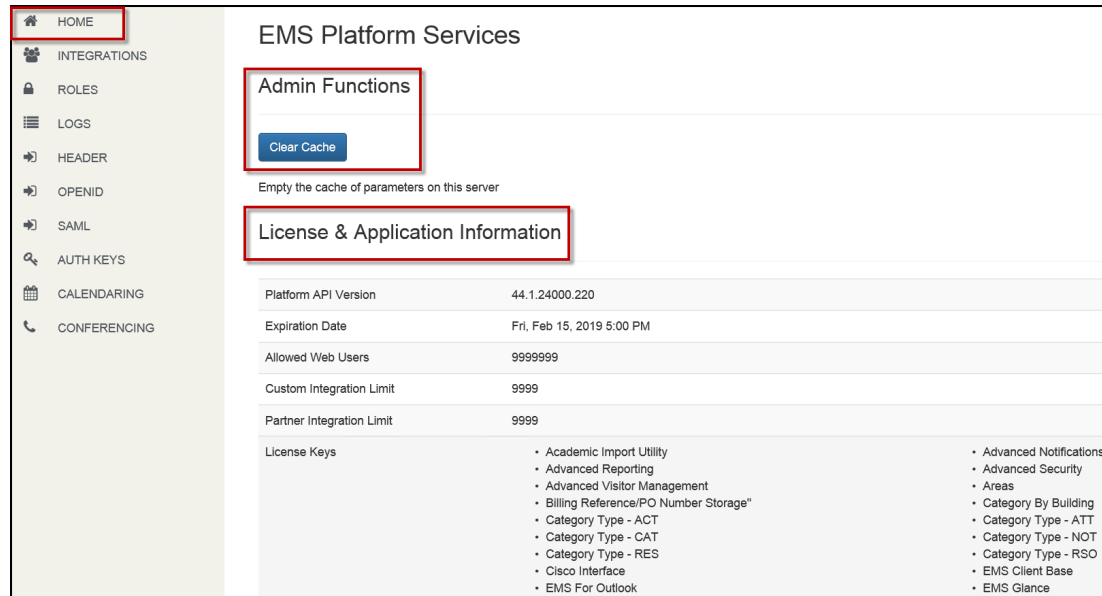 HOME
INTEGRATIONS
ROLES
LOGS
HEADER
OPENID
SAML
AUTH KEYS
CALENDARING
CONFERENCING
EMS Platform Services
Admin Functions
Clear Cache
Empty the cache of parameters on this server
License & Application Information
Platform API Version 44.1.24000.220
Expiration Date Fri, Feb 15, 2019 5:00 PM
Allowed Web Users 9999999
Custom Integration Limit 9999
Partner Integration Limit 9999
License Keys
• Academic Import Utility
• Advanced Reporting
• Advanced Visitor Management
• Billing Reference/PO Number Storage"
• Category Type - ACT
• Category Type - CAT
• Category Type - RES
• Cisco Interface
• EMS For Outlook
• Advanced Notifications
• Advanced Security
• Areas
• Category By Building
• Category Type - ATT
• Category Type - NOT
• Category Type - RSO
• EMS Client Base
• EMS Glance